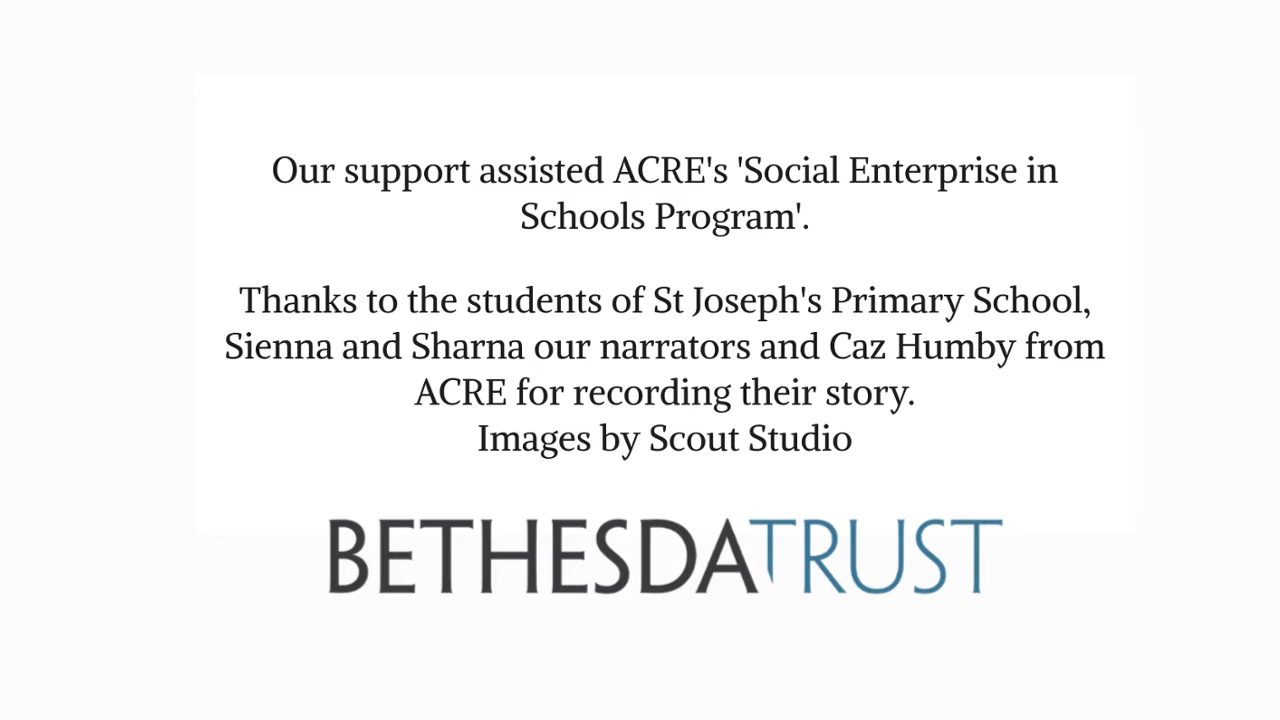 Our support assisted ACRE's 'Social Enterprise in
Schools Program'.
Thanks to the students of St Joseph's Primary School,
Sienna and Sharna our narrators and Caz Humby from
ACRE for recording their story.
Images by Scout Studio
BETHESDATRUST